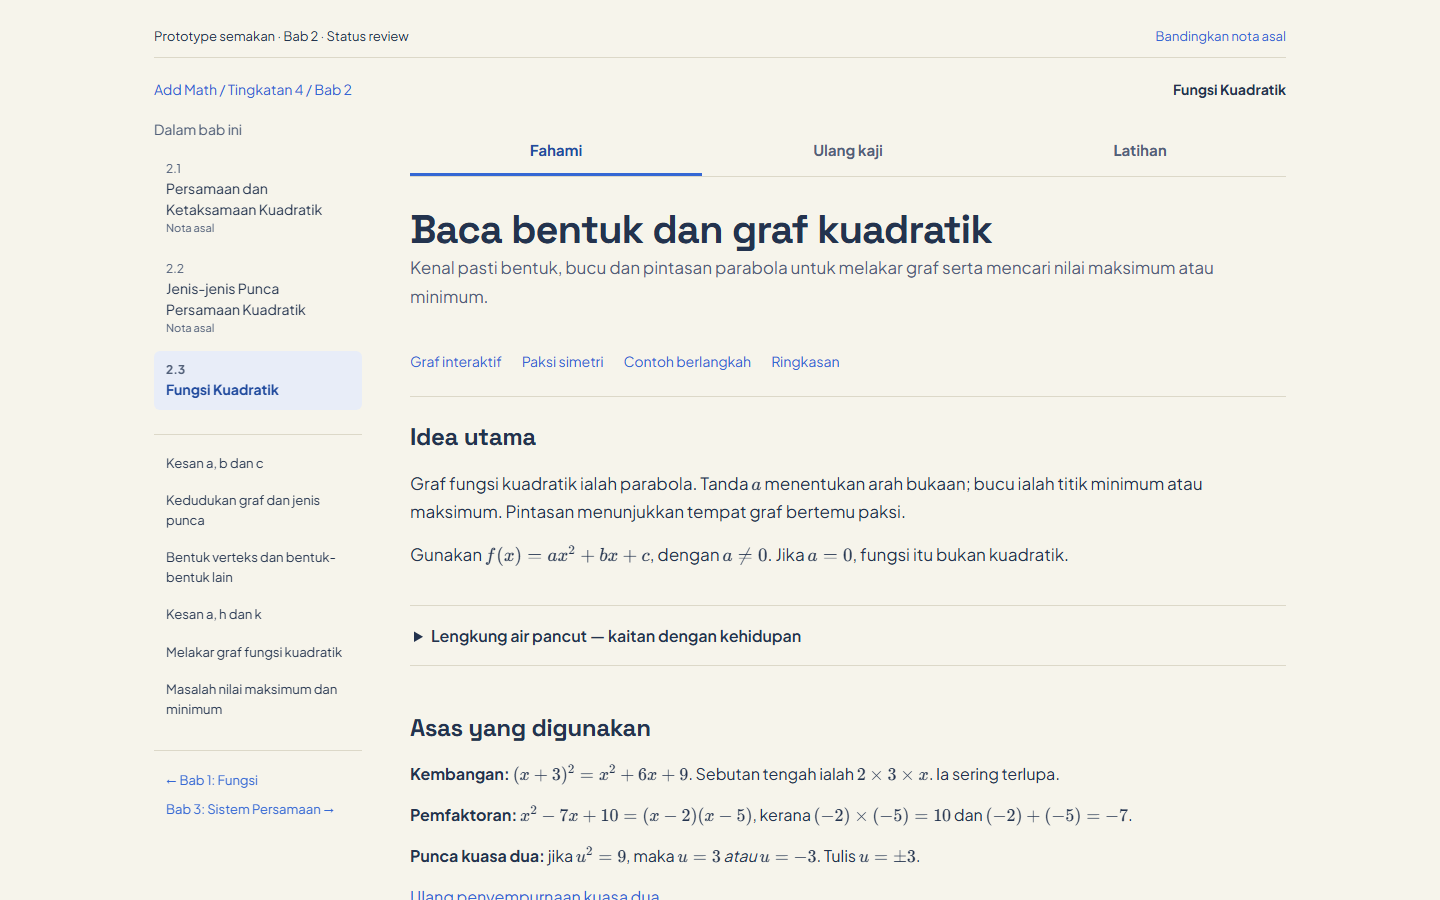 Prototype semakan · Bab 2 · Status review
Bandingkan nota asal
Add Math / Tingkatan 4 / Bab 2
Fungsi Kuadratik
Dalam bab ini
2.1
Persamaan dan
Ketaksamaan Kuadratik
Nota asal
2.2
Jenis-jenis Punca
Persamaan Kuadratik
Nota asal
2.3
Fungsi Kuadratik
Kesan a, b dan c
Kedudukan graf dan jenis
punca
Bentuk verteks dan bentuk-
bentuk lain
Kesan a, h dan k
Melakar graf fungsi kuadratik
Masalah nilai maksimum dan
minimum
← Bab 1: Fungsi
Bab 3: Sistem Persamaan →
Fahami
Ulang kaji
Latihan
Baca bentuk dan graf kuadratik
Kenal pasti bentuk, bucu dan pintasan parabola untuk melakar graf serta mencari nilai maksimum atau
minimum.
Graf interaktif
Paksi simetri
Contoh berlangkah
Ringkasan
Idea utama
Graf fungsi kuadratik ialah parabola. Tanda a menentukan arah bukaan; bucu ialah titik minimum atau
maksimum. Pintasan menunjukkan tempat graf bertemu paksi.
Gunakan f(x) = ax² + bx + c, dengan a ≠ 0. Jika a = 0, fungsi itu bukan kuadratik.
▶ Lengkung air pancut — kaitan dengan kehidupan
Asas yang digunakan
Kembangan: (x + 3)² = x² + 6x + 9. Sebutan tengah ialah 2 × 3 × x. Ia sering terlupa.
Pemfaktoran: x² − 7x + 10 = (x − 2)(x − 5), kerana (−2) × (−5) = 10 dan (−2) + (−5) = −7.
Punca kuasa dua: jika u² = 9, maka u = 3 atau u = −3. Tulis u = ±3.
Ulang penyempurnaan kuasa dua